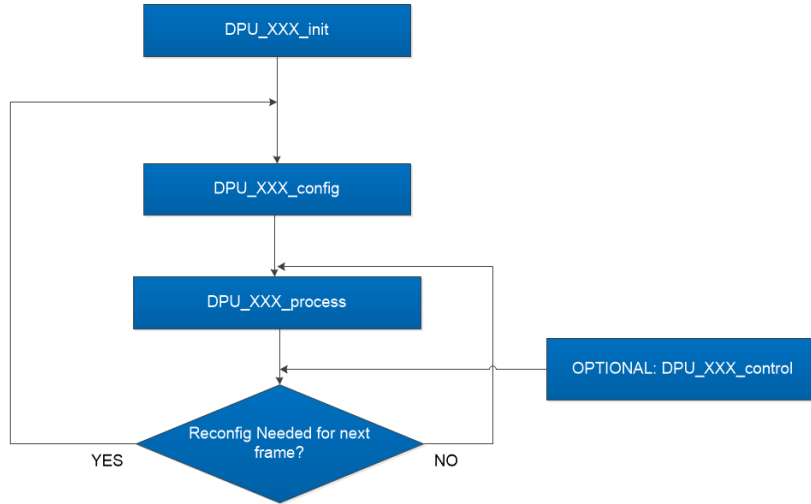 DPU_XXX_init
DPU_XXX_config
DPU_XXX_process
OPTIONAL: DPU_XXX_control
Reconfig Needed for next
frame?
YES
NO